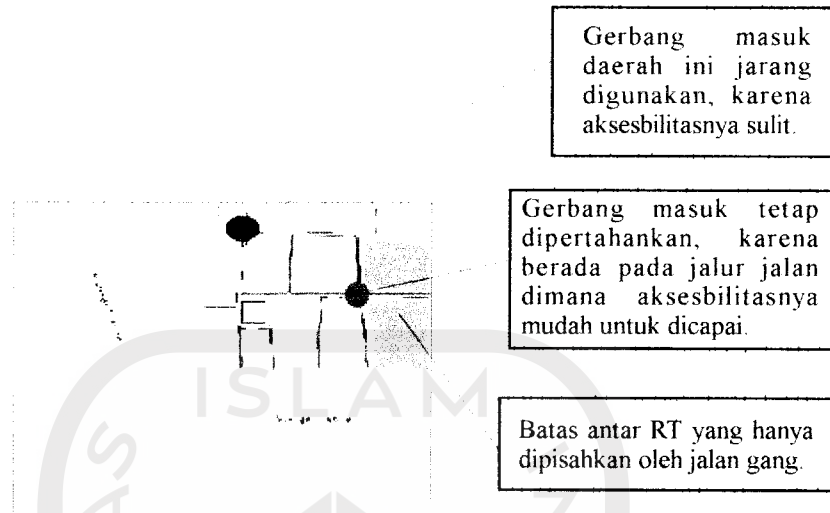 Gerbang masuk
daerah ini jarang
digunakan, karena
aksesbilitasnya sulit.
Gerbang masuk tetap
dipertahankan, karena
berada pada jalur jalan
dimana aksesbilitasnya
mudah untuk dicapai.
Batas antar RT yang hanya
dipisahkan oleh jalan gang.
ISLAM
AS